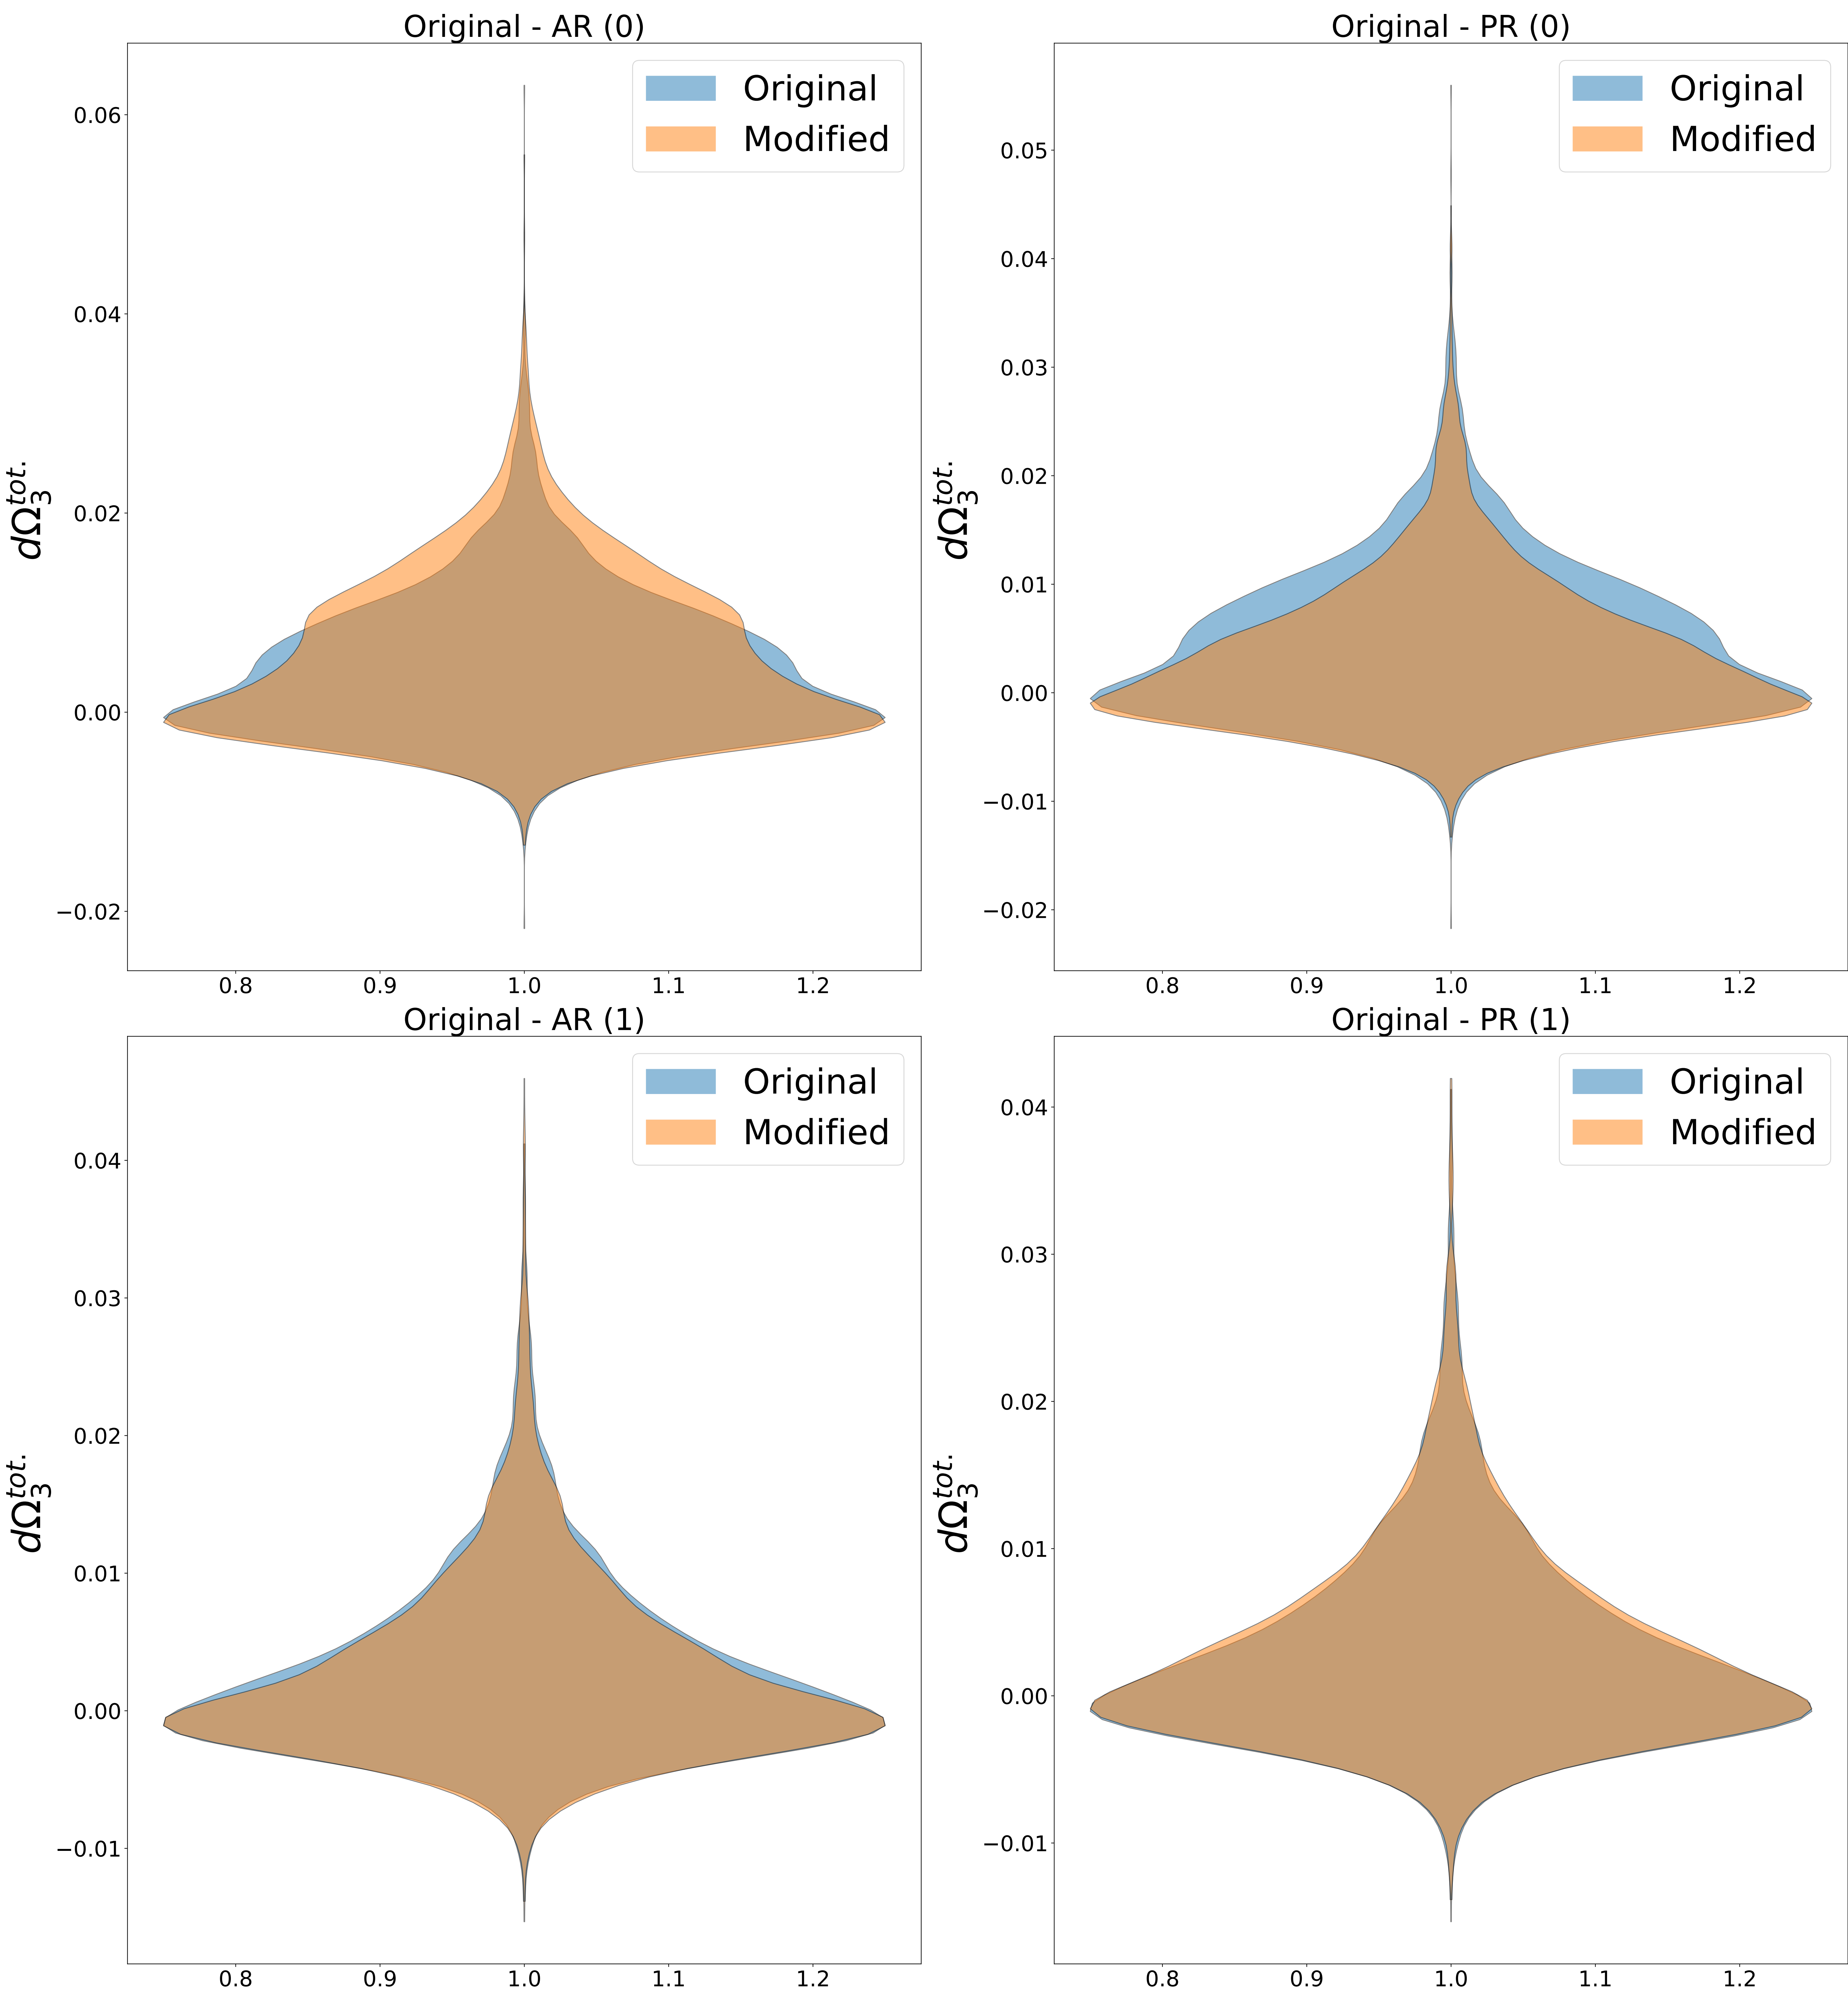 Original - AR (0)
Original
Modified
dΩ₃ᵗᵒᵗ·
0.06
0.04
0.02
0.00
−0.02
0.8 0.9 1.0 1.1 1.2
Original - PR (0)
Original
Modified
dΩ₃ᵗᵒᵗ·
0.05
0.04
0.03
0.02
0.01
0.00
−0.01
−0.02
0.8 0.9 1.0 1.1 1.2
Original - AR (1)
Original
Modified
dΩ₃ᵗᵒᵗ·
0.04
0.03
0.02
0.01
0.00
−0.01
0.8 0.9 1.0 1.1 1.2
Original - PR (1)
Original
Modified
dΩ₃ᵗᵒᵗ·
0.04
0.03
0.02
0.01
0.00
−0.01
0.8 0.9 1.0 1.1 1.2